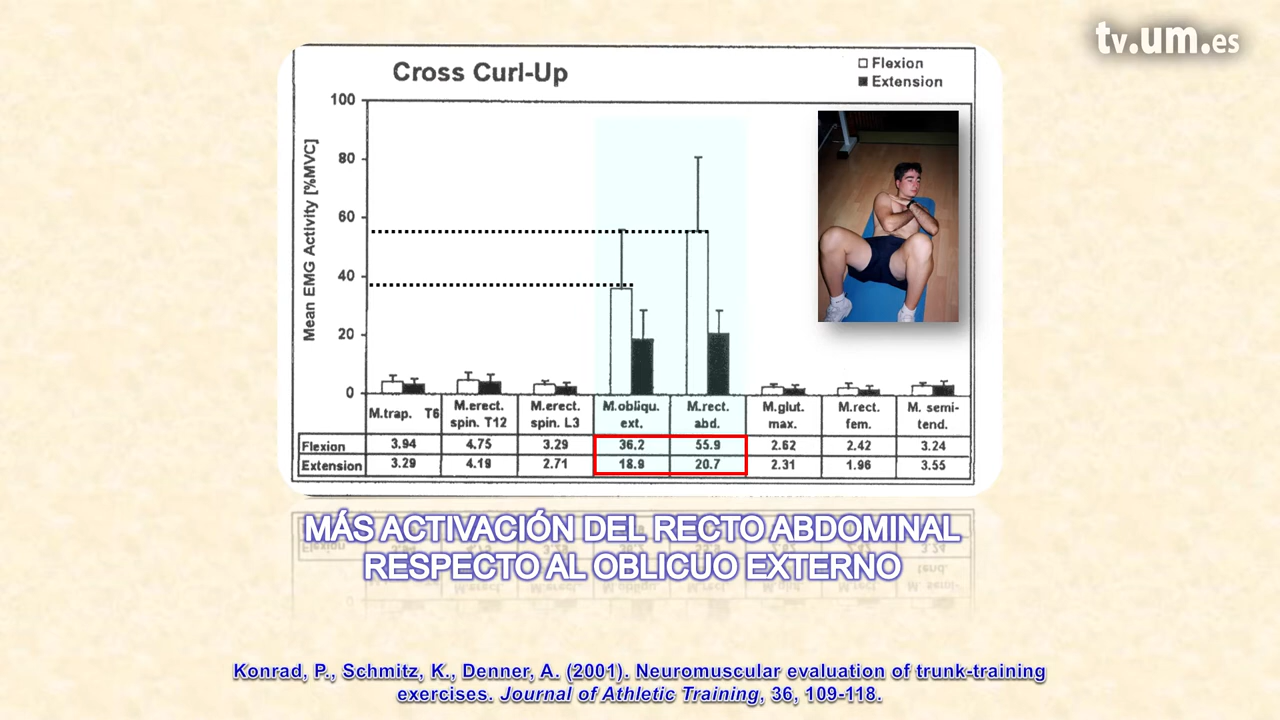 tv.um.es
Cross Curl-Up
Flexion
Extension
Mean EMG Activity [%MVC]
100
80
60
40
20
0
M.trap. T6 M.erect. spin. T12 M.erect. spin. L3 M.obliqu. ext. M.rect. abd. M.glut. max. M.rect. fem. M. semi-tend.
Flexion 3.94 4.75 3.29 36.2 55.9 2.62 2.42 3.24
Extension 3.29 4.19 2.71 18.9 20.7 2.31 1.96 3.55
MÁS ACTIVACIÓN DEL RECTO ABDOMINAL
RESPECTO AL OBLICUO EXTERNO
Konrad, P., Schmitz, K., Denner, A. (2001). Neuromuscular evaluation of trunk-training
exercises. Journal of Athletic Training, 36, 109-118.